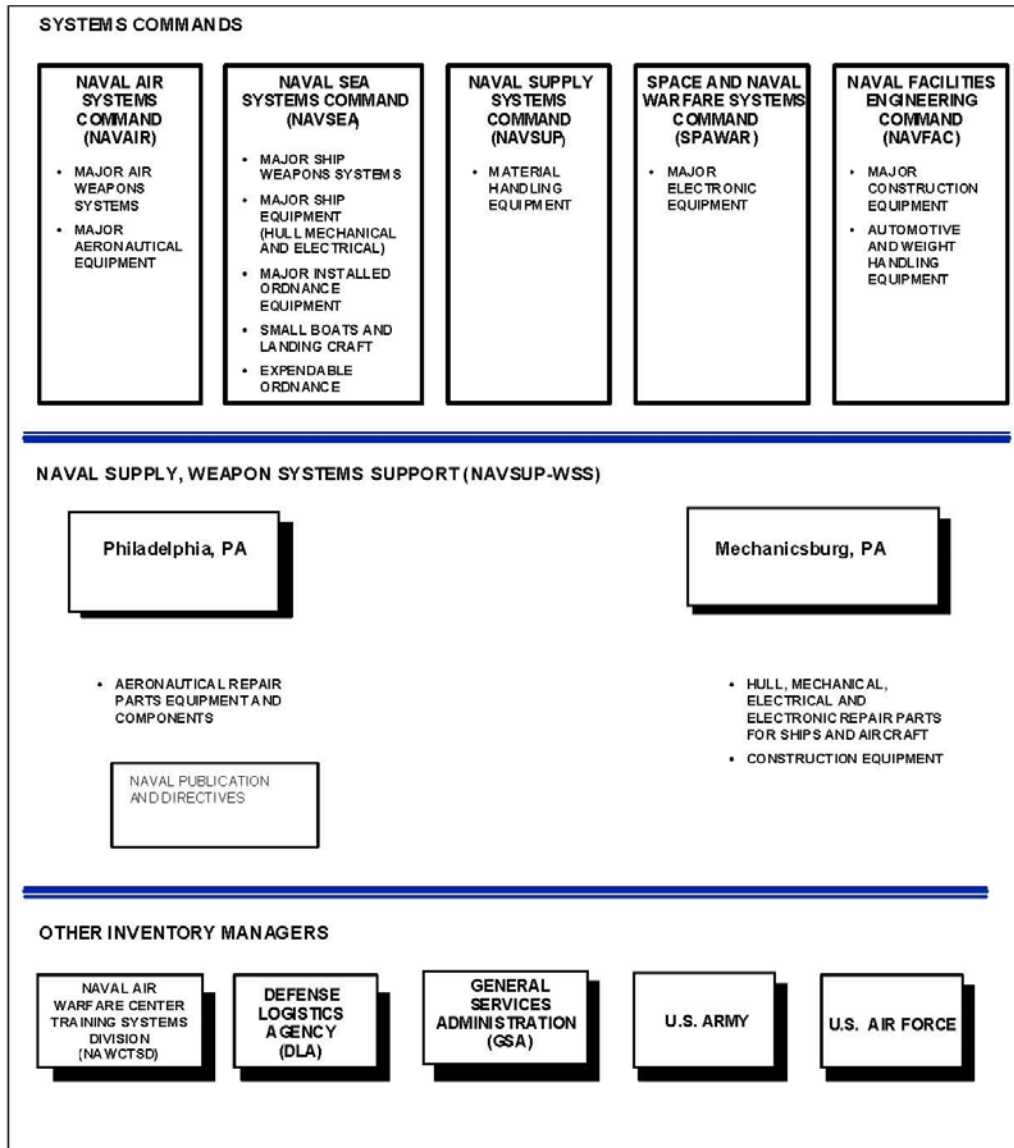 SYSTEMS COMMANDS
NAVAL AIR
SYSTEMS
COMMAND
(NAVAIR)
• MAJOR AIR
WEAPONS
SYSTEMS
• MAJOR
AERONAUTICAL
EQUIPMENT
NAVAL SEA
SYSTEMS COMMAND
(NAVSEA)
• MAJOR SHIP
WEAPONS SYSTEMS
• MAJOR SHIP
EQUIPMENT
(HULL MECHANICAL
AND ELECTRICAL)
• MAJOR INSTALLED
ORDNANCE
EQUIPMENT
• SMALL BOATS AND
LANDING CRAFT
• EXPENDABLE
ORDNANCE
NAVAL SUPPLY
SYSTEMS
COMMAND
(NAVSUP)
• MATERIAL
HANDLING
EQUIPMENT
SPACE AND NAVAL
WARFARE SYSTEMS
COMMAND
(SPAWAR)
• MAJOR
ELECTRONIC
EQUIPMENT
NAVAL FACILITIES
ENGINEERING
COMMAND
(NAVFAC)
• MAJOR
CONSTRUCTION
EQUIPMENT
• AUTOMOTIVE
AND WEIGHT
HANDLING
EQUIPMENT
NAVAL SUPPLY, WEAPON SYSTEMS SUPPORT (NAVSUP-WSS)
Philadelphia, PA
• AERONAUTICAL REPAIR
PARTS EQUIPMENT AND
COMPONENTS
NAVAL PUBLICATION
AND DIRECTIVES
Mechanicsburg, PA
• HULL, MECHANICAL,
ELECTRICAL AND
ELECTRONIC REPAIR PARTS
FOR SHIPS AND AIRCRAFT
• CONSTRUCTION EQUIPMENT
OTHER INVENTORY MANAGERS
NAVAL AIR
WARFARE CENTER
TRAINING SYSTEMS
DIVISION
(NAWCTSD)
DEFENSE
LOGISTICS
AGENCY
(DLA)
GENERAL
SERVICES
ADMINISTRATION
(GSA)
U.S. ARMY
U.S. AIR FORCE